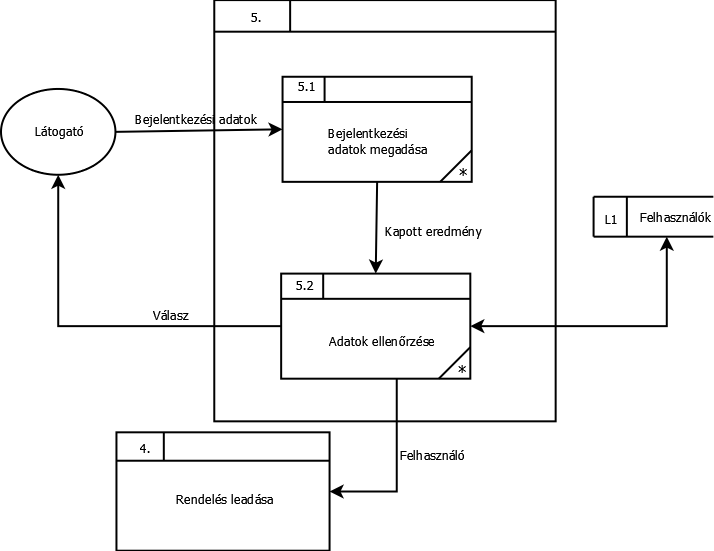 5.
5.1
Bejelentkezési adatok
Látogató
Bejelentkezési
adatok megadása
*
L1
Felhasználók
Kapott eredmény
5.2
Válasz
Adatok ellenőrzése
*
4.
Felhasználó
Rendelés leadása